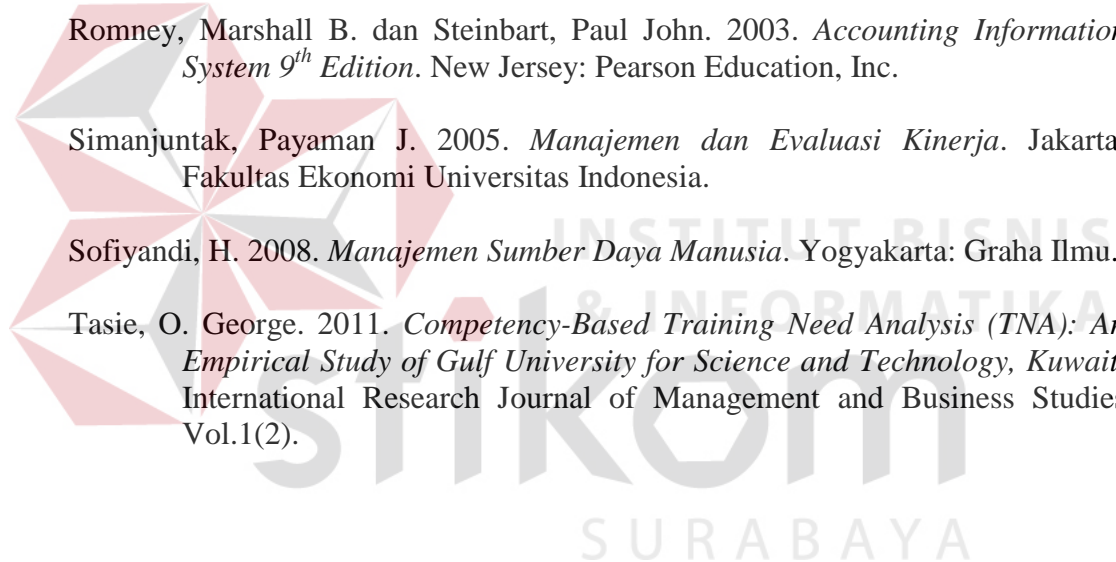 Romney, Marshall B. dan Steinbart, Paul John. 2003. Accounting Information
System 9th Edition. New Jersey: Pearson Education, Inc.
Simanjuntak, Payaman J. 2005. Manajemen dan Evaluasi Kinerja. Jakarta
Fakultas Ekonomi Universitas Indonesia.
Sofiyandi, H. 2008. Manajemen Sumber Daya Manusia. Yogyakarta: Graha Ilmu.
Tasie, O. George. 2011. Competency-Based Training Need Analysis (TNA): An
Empirical Study of Gulf University for Science and Technology, Kuwait
International Research Journal of Management and Business Studies
Vol.1(2).
INSTITUT BISNIS
& INFORMATIKA
stikom
SURABAYA